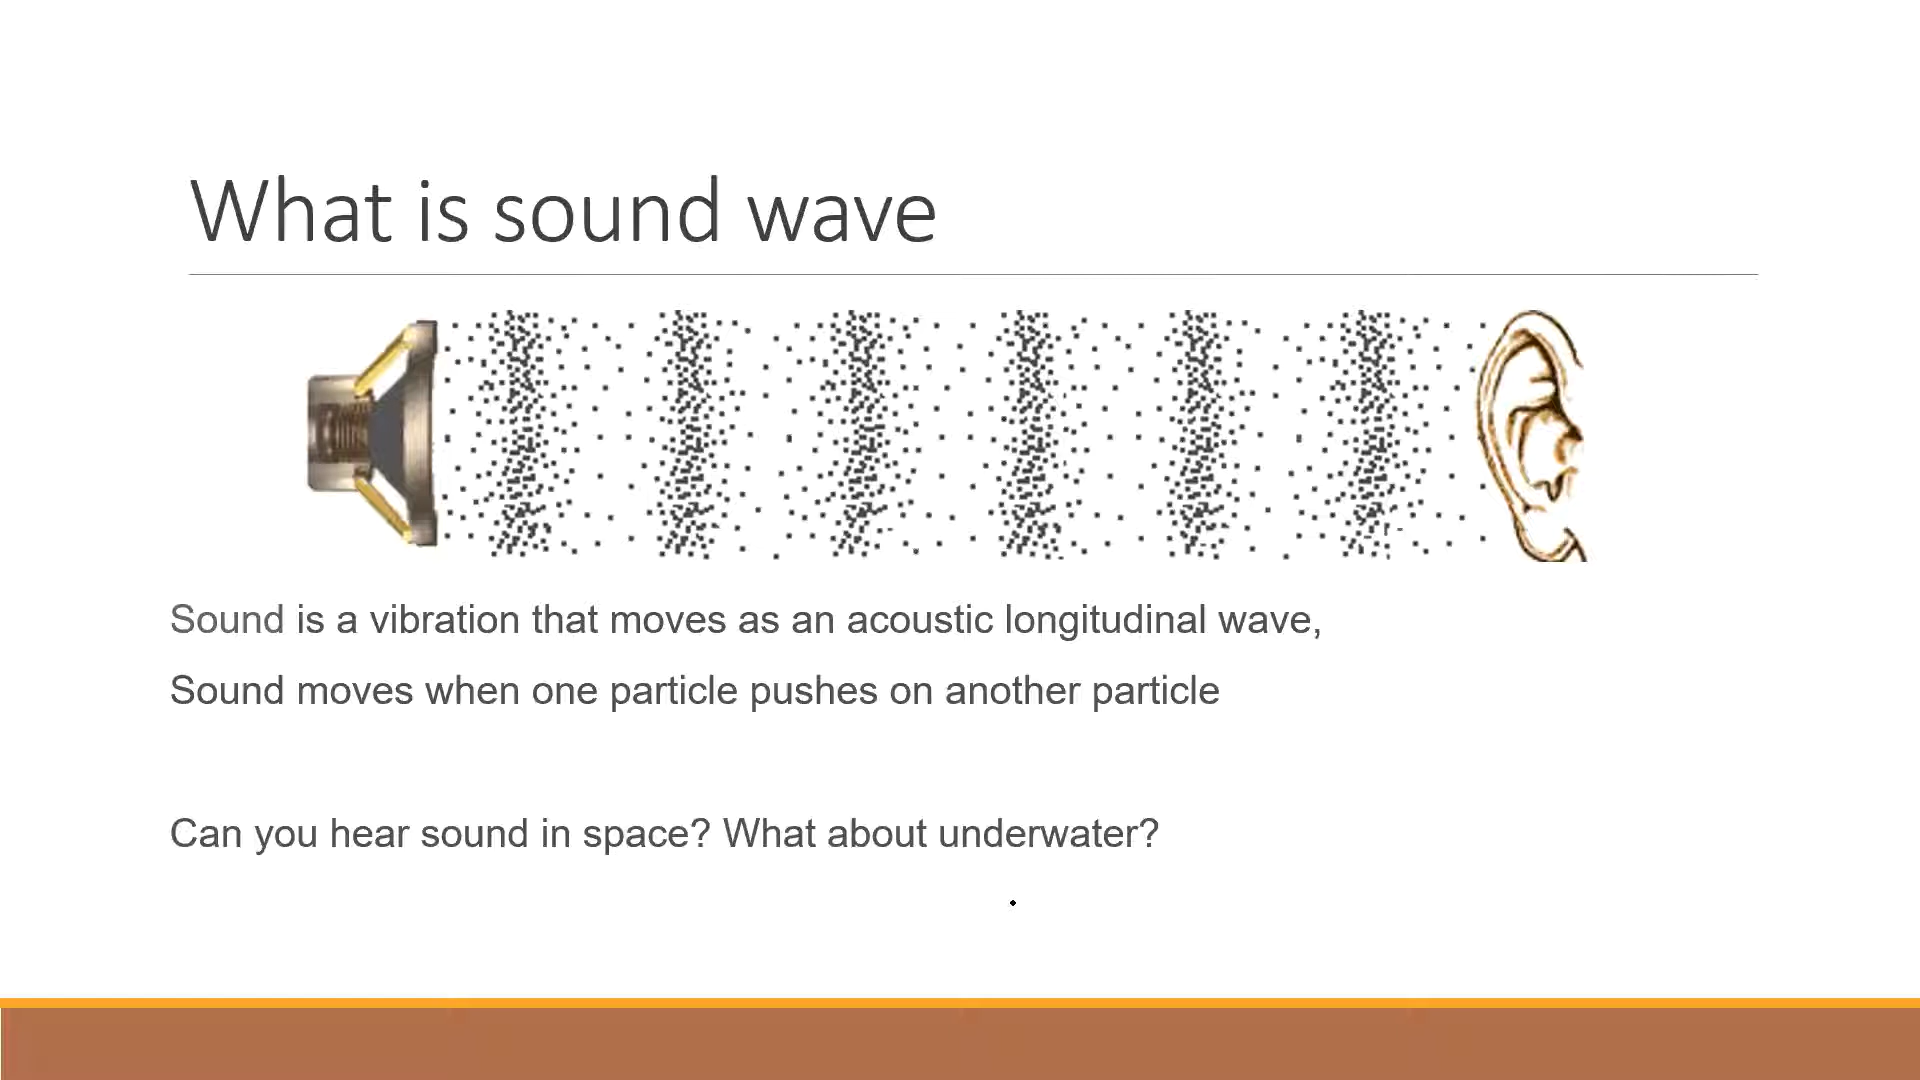 What is sound wave
Sound is a vibration that moves as an acoustic longitudinal wave,
Sound moves when one particle pushes on another particle
Can you hear sound in space? What about underwater?